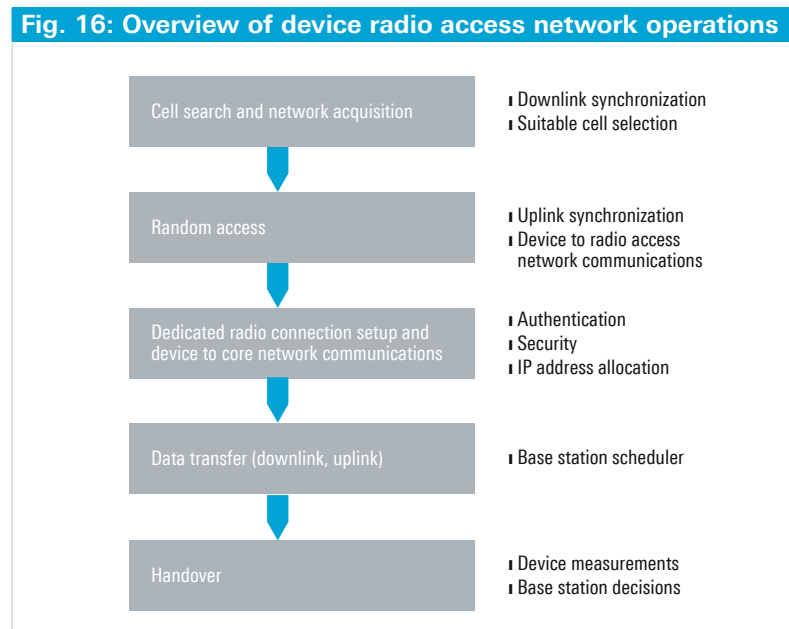 Fig. 16: Overview of device radio access network operations
Cell search and network acquisition
ı Downlink synchronization
ı Suitable cell selection
Random access
ı Uplink synchronization
ı Device to radio access
network communications
Dedicated radio connection setup and
device to core network communications
ı Authentication
ı Security
ı IP address allocation
Data transfer (downlink, uplink)
ı Base station scheduler
Handover
ı Device measurements
ı Base station decisions